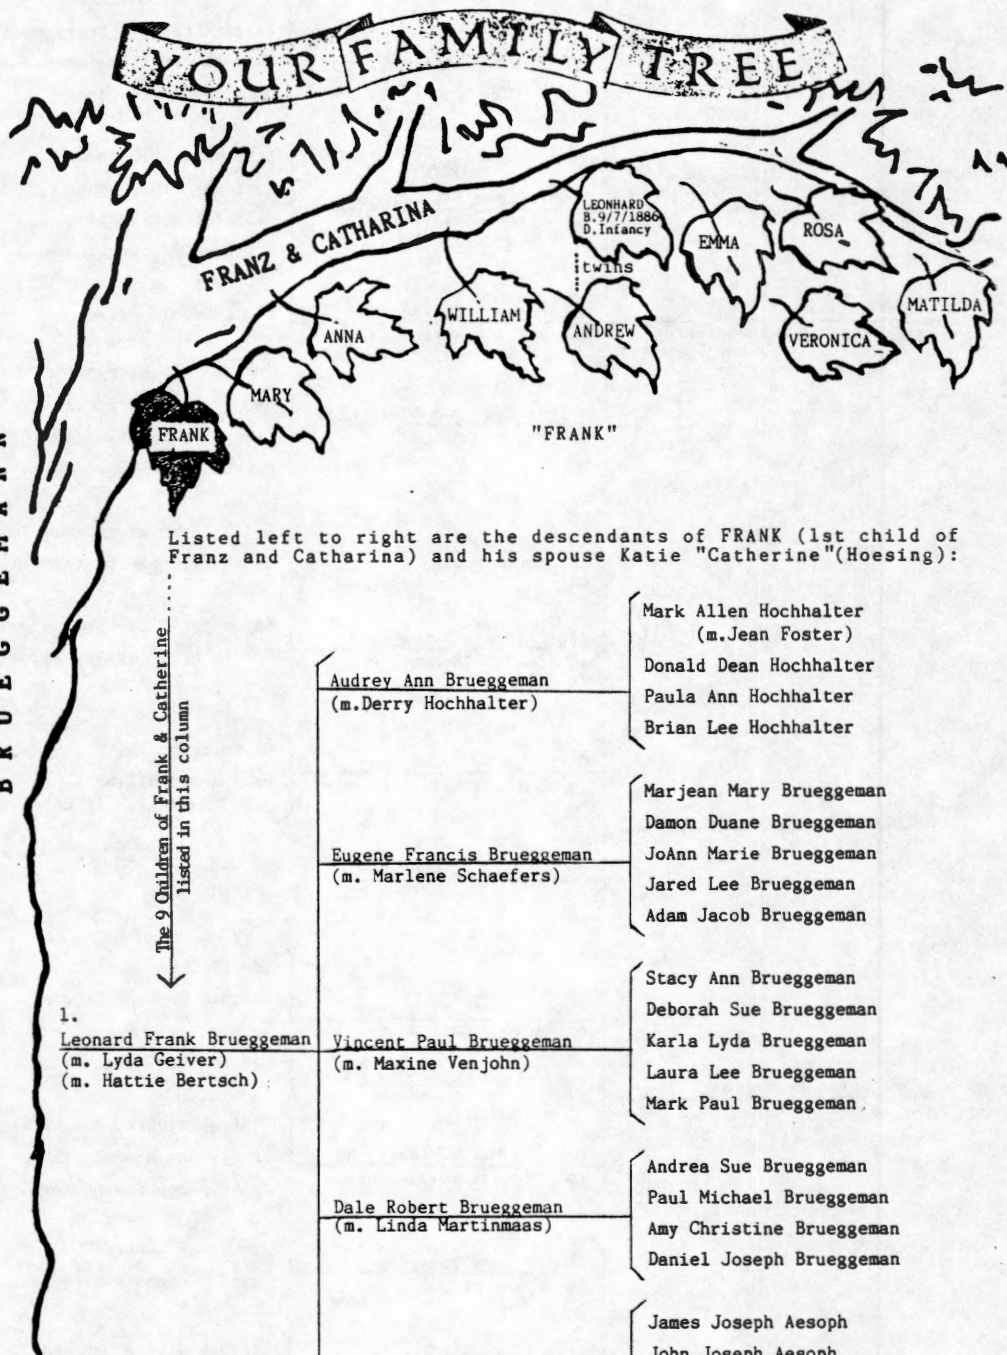 YOUR FAMILY TREE
FRANZ & CATHARINA
LEONHARD
B.9/7/1886
D.Infancy
twins
EMMA
ROSA
MATILDA
VERONICA
ANDREW
WILLIAM
ANNA
MARY
FRANK
"FRANK"
BRUEGGEMANN
Listed left to right are the descendants of FRANK (1st child of
Franz and Catharina) and his spouse Katie "Catherine"(Hoesing):
The 9 Children of Frank & Catherine
listed in this column
1.
Leonard Frank Brueggeman
(m. Lyda Geiver)
(m. Hattie Bertsch)
Audrey Ann Brueggeman
(m.Derry Hochhalter)
Mark Allen Hochhalter
(m.Jean Foster)
Donald Dean Hochhalter
Paula Ann Hochhalter
Brian Lee Hochhalter
Eugene Francis Brueggeman
(m. Marlene Schaefers)
Marjean Mary Brueggeman
Damon Duane Brueggeman
JoAnn Marie Brueggeman
Jared Lee Brueggeman
Adam Jacob Brueggeman
Vincent Paul Brueggeman
(m. Maxine Venjohn)
Stacy Ann Brueggeman
Deborah Sue Brueggeman
Karla Lyda Brueggeman
Laura Lee Brueggeman
Mark Paul Brueggeman
Dale Robert Brueggeman
(m. Linda Martinmaas)
Andrea Sue Brueggeman
Paul Michael Brueggeman
Amy Christine Brueggeman
Daniel Joseph Brueggeman
James Joseph Aesoph
John Joseph Aesoph